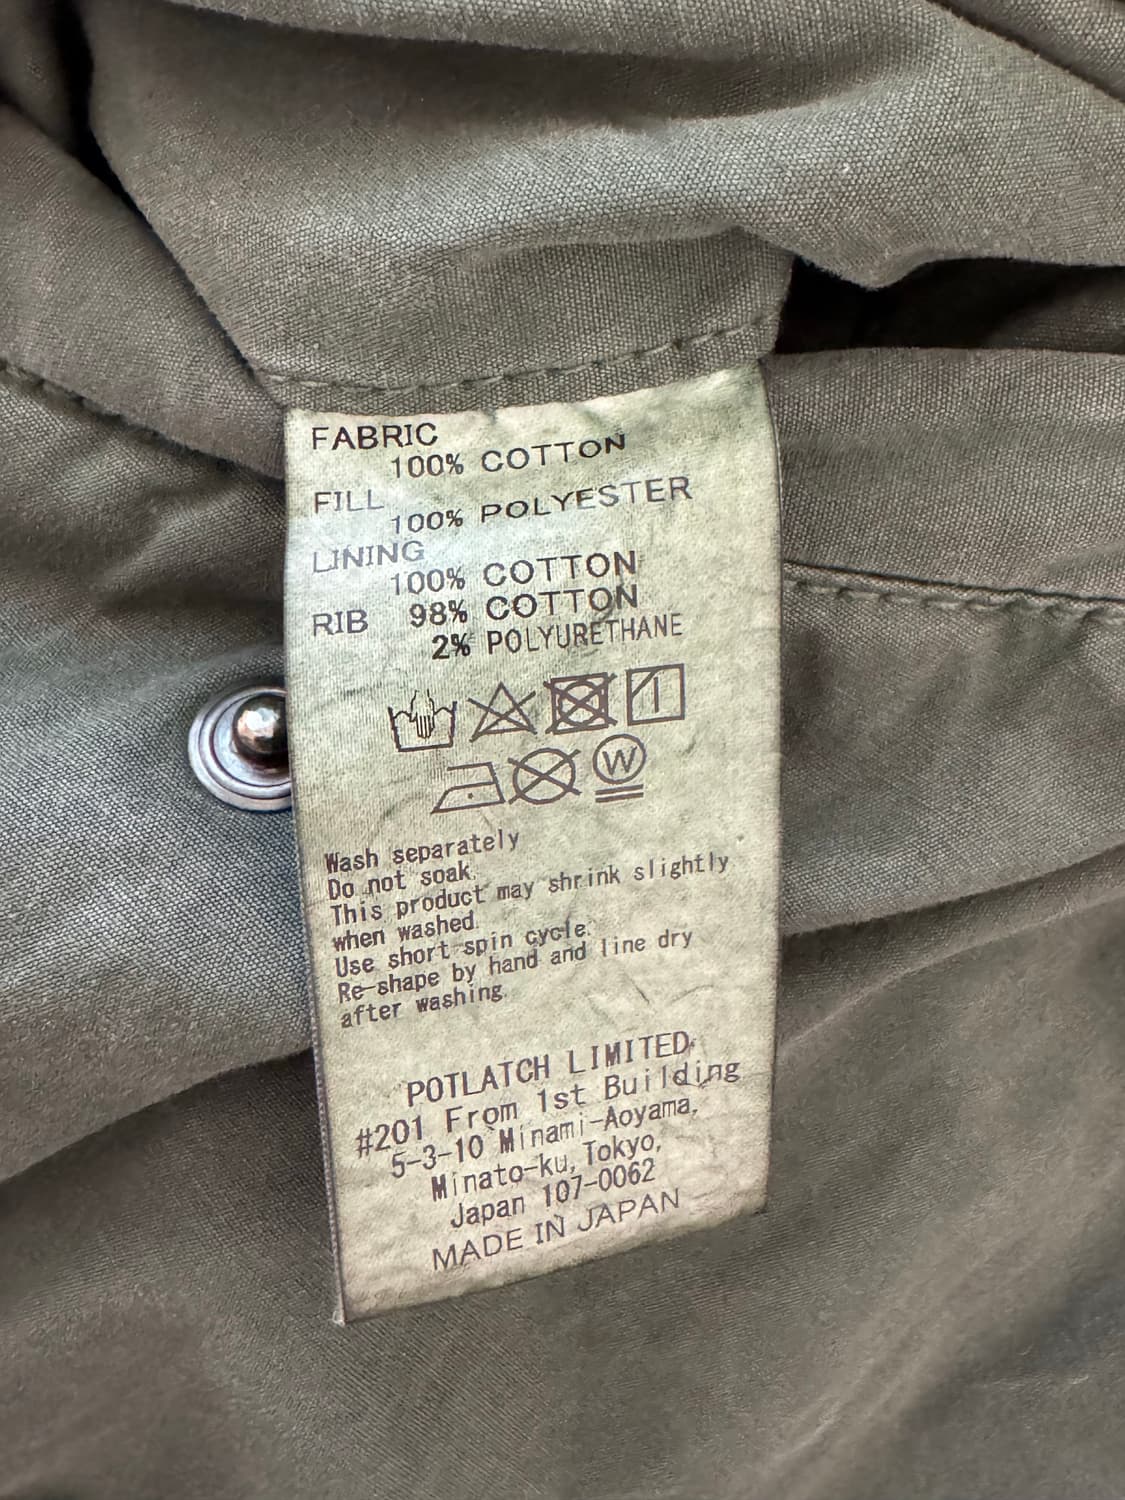 FABRIC
100% COTTON
FILL
100% POLYESTER
LINING
100% COTTON
RIB 98% COTTON
2% POLYURETHANE
W
Wash separately
Do not soak.
This product may shrink slightly
when washed.
Use short spin cycle.
Re-shape by hand and line dry
after washing.
POTLATCH LIMITED.
#201 From 1st Building
5-3-10 Minami-Aoyama,
Minato-ku, Tokyo,
Japan 107-0062
MADE IN JAPAN